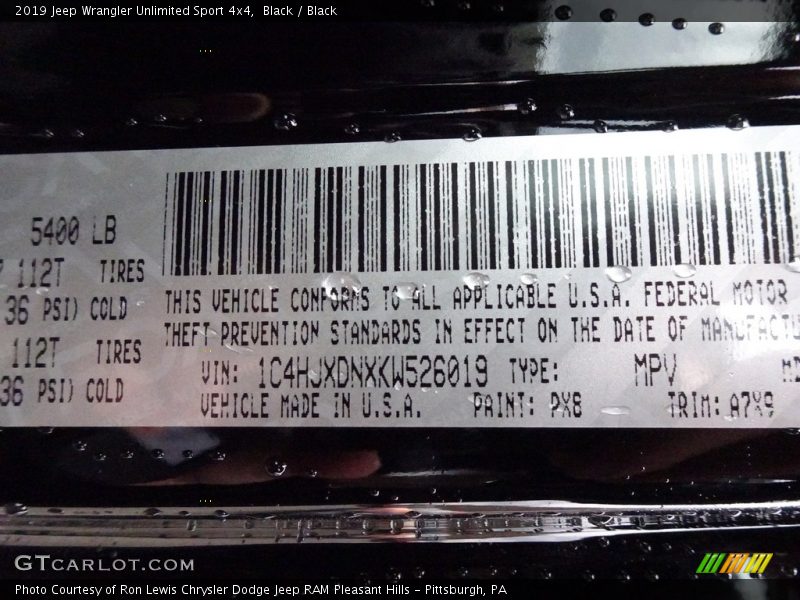 2019 Jeep Wrangler Unlimited Sport 4x4,  Black / Black
5400 LB
112T TIRES
36 PSI) COLD
112T TIRES
36 PSI) COLD
THIS VEHICLE CONFORMS TO ALL APPLICABLE U.S.A. FEDERAL MOTOR
THEFT PREVENTION STANDARDS IN EFFECT ON THE DATE OF MANUFACTU
VIN: 1C4HJXDNXKW526019 TYPE: MPV MD
VEHICLE MADE IN U.S.A. PAINT: PX8 TRIM: A7X9
GTCARLOT.COM
Photo Courtesy of Ron Lewis Chrysler Dodge Jeep RAM Pleasant Hills – Pittsburgh, PA